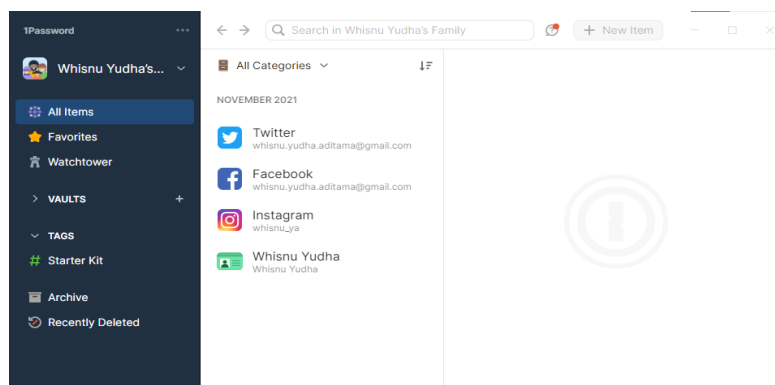 1Password
Whisnu Yudha's...
All Items
Favorites
Watchtower
VAULTS
TAGS
Starter Kit
Archive
Recently Deleted
Search in Whisnu Yudha's Family
New Item
All Categories
NOVEMBER 2021
Twitter
whisnu.yudha.aditama@gmail.com
Facebook
whisnu.yudha.aditama@gmail.com
Instagram
whisnu_ya
Whisnu Yudha
Whisnu Yudha